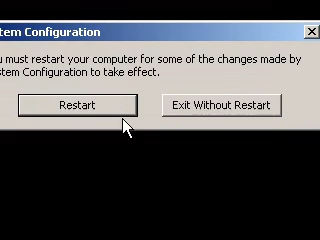 tem Configuration
u must restart your computer for some of the changes made by
stem Configuration to take effect.
Restart
Exit Without Restart